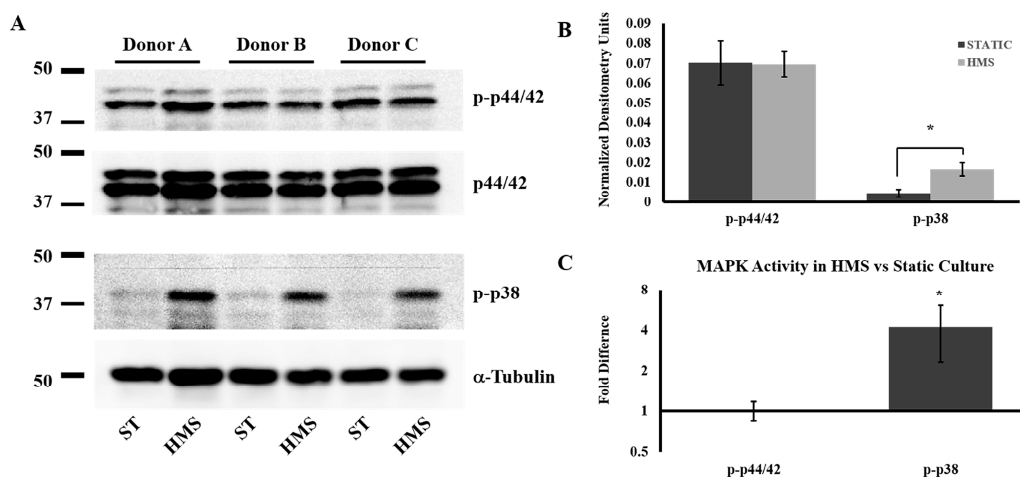 A
Donor A Donor B Donor C
50
37
p-p44/42
50
37
p44/42
50
37
p-p38
50
α-Tubulin
ST HMS ST HMS ST HMS
B
Normalized Densitometry Units
0.09
0.08
0.07
0.06
0.05
0.04
0.03
0.02
0.01
0
STATIC
HMS
*
p-p44/42 p-p38
C
MAPK Activity in HMS vs Static Culture
Fold Differnce
8
4
2
1
0.5
*
p-p44/42 p-p38